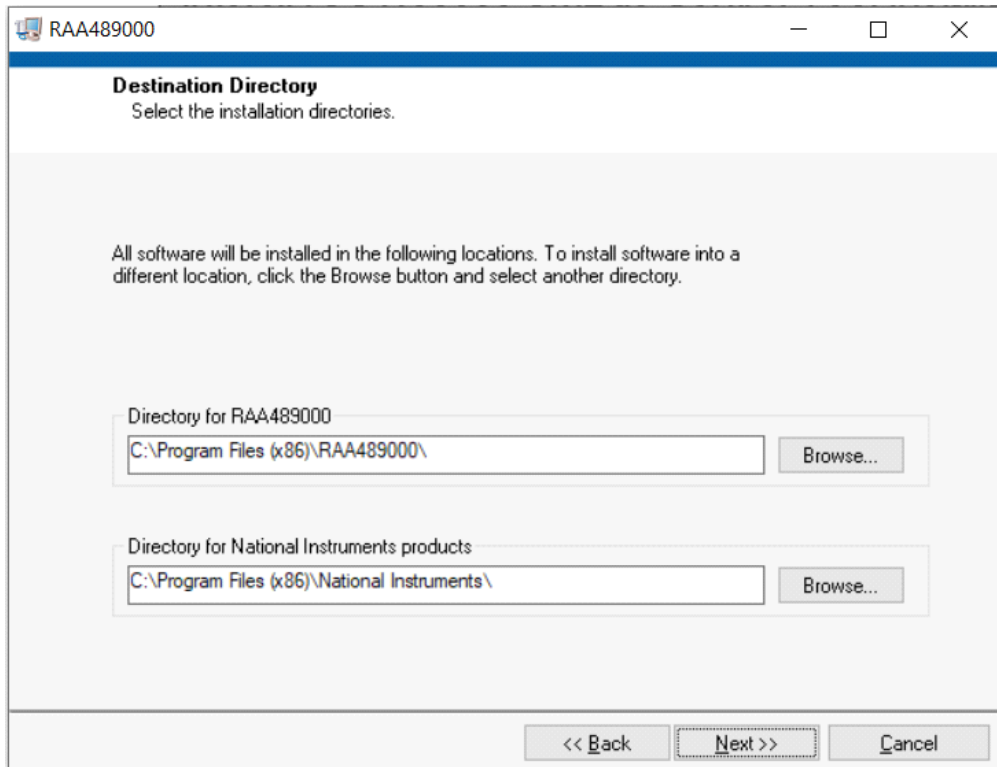 RAA489000
Destination Directory
Select the installation directories.
All software will be installed in the following locations. To install software into a
different location, click the Browse button and select another directory.
Directory for RAA489000
C:\Program Files (x86)\RAA489000\
Browse...
Directory for National Instruments products
C:\Program Files (x86)\National Instruments\
Browse...
<< Back
Next >>
Cancel